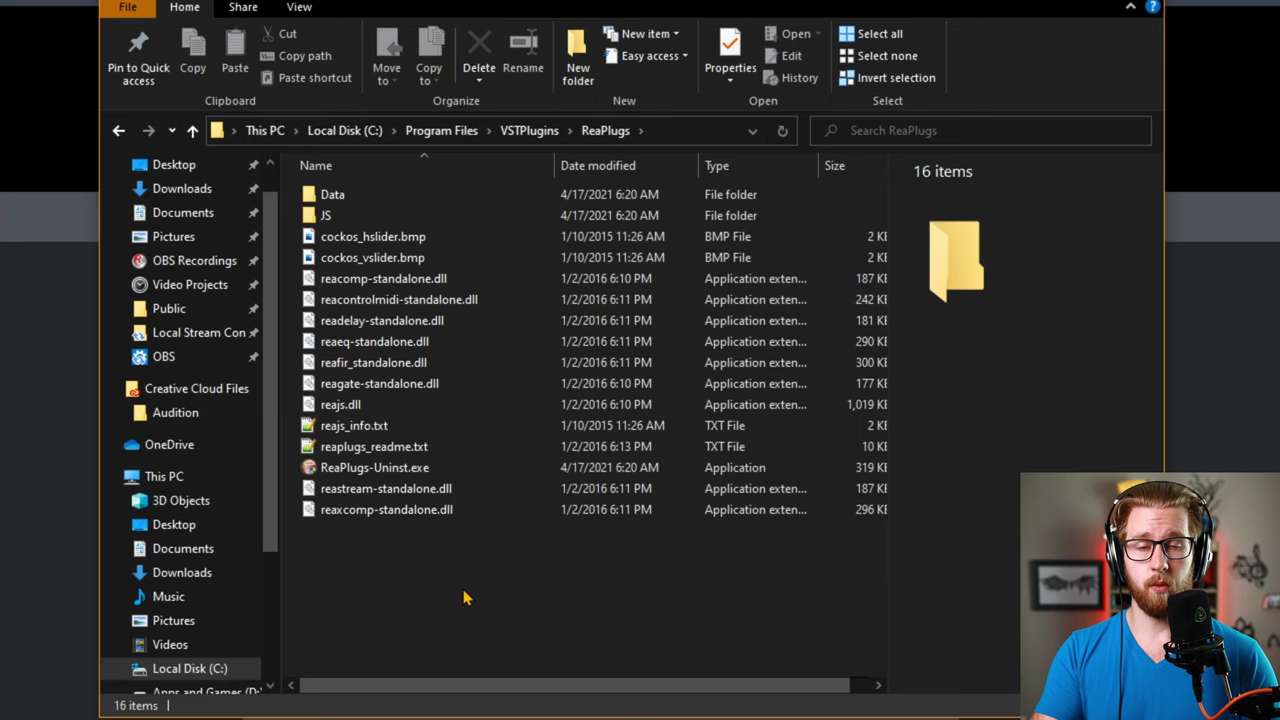 File Home Share View
Pin to Quick access
Copy
Paste
Cut
Copy path
Paste shortcut
Clipboard
Move to
Copy to
Delete
Rename
Organize
New folder
New item
Easy access
New
Properties
Open
Edit
History
Open
Select all
Select none
Invert selection
Select
This PC > Local Disk (C:) > Program Files > VSTPlugins > ReaPlugs >
Search ReaPlugs
Desktop
Downloads
Documents
Pictures
OBS Recordings
Video Projects
Public
Local Stream Con
OBS
Creative Cloud Files
Audition
OneDrive
This PC
3D Objects
Desktop
Documents
Downloads
Music
Pictures
Videos
Local Disk (C:)
Apps and Games (D:)
Name Date modified Type Size
Data 4/17/2021 6:20 AM File folder
JS 4/17/2021 6:20 AM File folder
cockos_hslider.bmp 1/10/2015 11:26 AM BMP File 2 KB
cockos_vslider.bmp 1/10/2015 11:26 AM BMP File 2 KB
reacomp-standalone.dll 1/2/2016 6:10 PM Application exten... 187 KB
reacontrolmidi-standalone.dll 1/2/2016 6:11 PM Application exten... 242 KB
readelay-standalone.dll 1/2/2016 6:11 PM Application exten... 181 KB
reaeq-standalone.dll 1/2/2016 6:11 PM Application exten... 290 KB
reafir_standalone.dll 1/2/2016 6:11 PM Application exten... 300 KB
reagate-standalone.dll 1/2/2016 6:10 PM Application exten... 177 KB
reajs.dll 1/2/2016 6:10 PM Application exten... 1,019 KB
reajs_info.txt 1/10/2015 11:26 AM TXT File 2 KB
reaplugs_readme.txt 1/2/2016 6:13 PM TXT File 10 KB
ReaPlugs-Uninst.exe 4/17/2021 6:20 AM Application 319 KB
reastream-standalone.dll 1/2/2016 6:11 PM Application exten... 187 KB
reaxcomp-standalone.dll 1/2/2016 6:11 PM Application exten... 296 KB
16 items
16 items